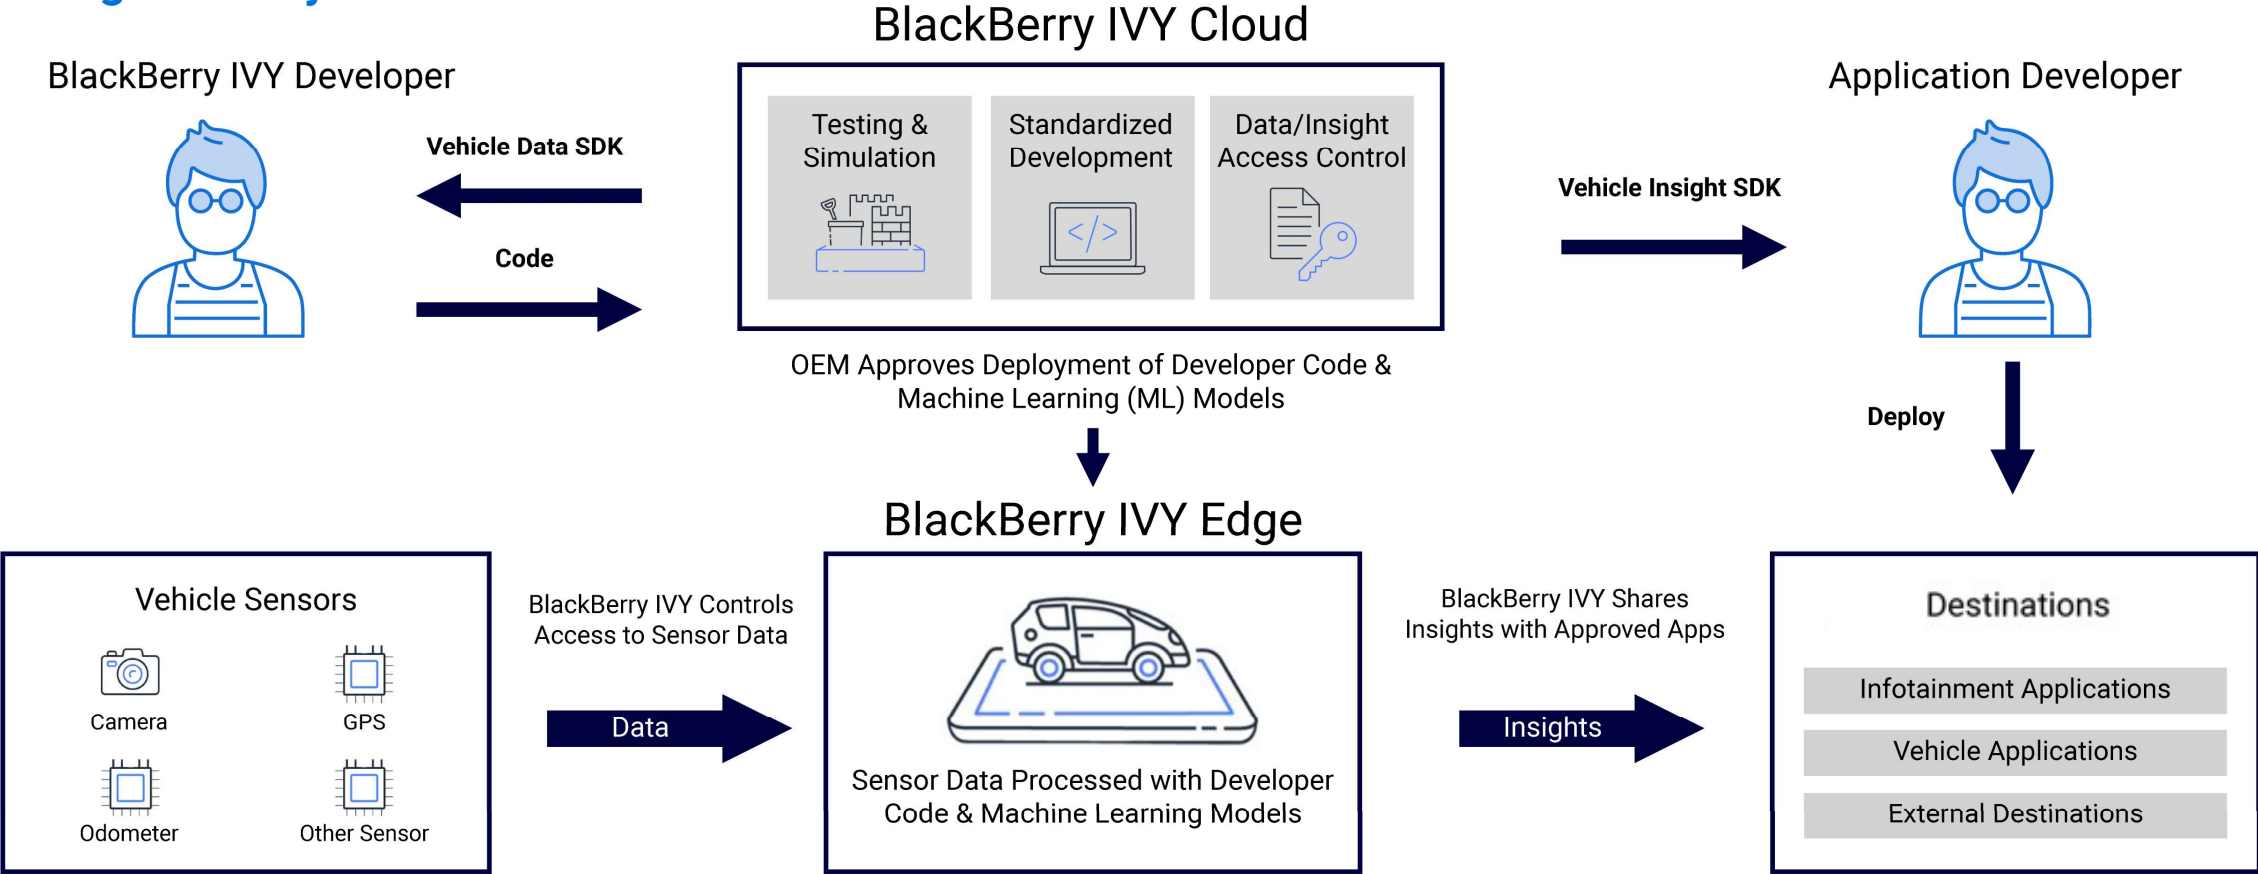 BlackBerry IVY Cloud
BlackBerry IVY Developer
Application Developer
Vehicle Data SDK
Code
Testing &
Simulation
Standardized
Development
Data/Insight
Access Control
Vehicle Insight SDK
OEM Approves Deployment of Developer Code &
Machine Learning (ML) Models
Deploy
BlackBerry IVY Edge
Vehicle Sensors
Camera
GPS
Odometer
Other Sensor
BlackBerry IVY Controls
Access to Sensor Data
Data
Sensor Data Processed with Developer
Code & Machine Learning Models
BlackBerry IVY Shares
Insights with Approved Apps
Insights
Destinations
Infotainment Applications
Vehicle Applications
External Destinations